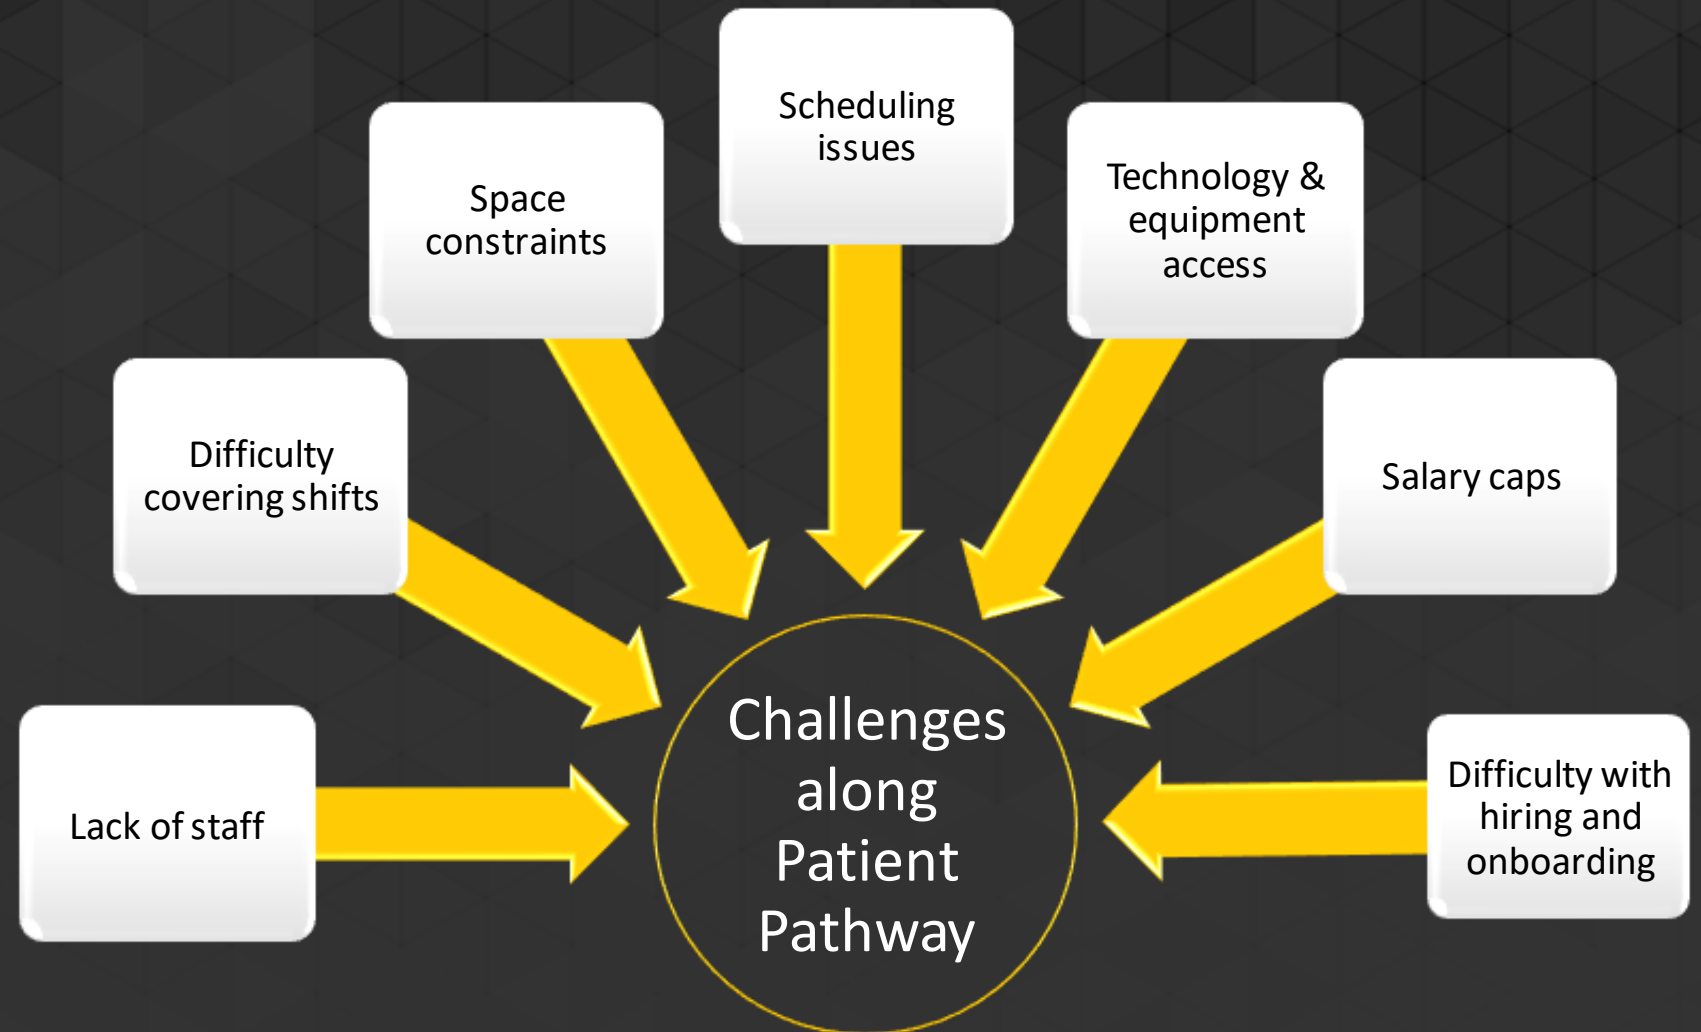 Scheduling
issues
Space
constraints
Technology &
equipment
access
Difficulty
covering shifts
Salary caps
Lack of staff
Difficulty with
hiring and
onboarding
Challenges
along
Patient
Pathway